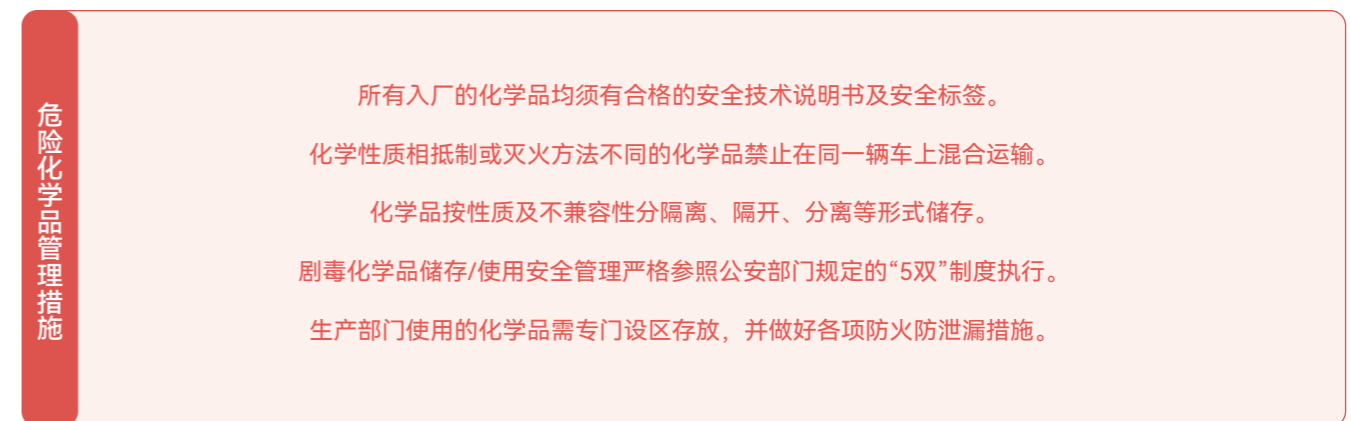 危险化学品管理措施
所有入厂的化学品均须有合格的安全技术说明书及安全标签。
化学性质相抵制或灭火方法不同的化学品禁止在同一辆车上混合运输。
化学品按性质及不兼容性分隔离、隔开、分离等形式储存。
剧毒化学品储存/使用安全管理严格参照公安部门规定的“5双”制度执行。
生产部门使用的化学品需专门设区存放，并做好各项防火防泄漏措施。